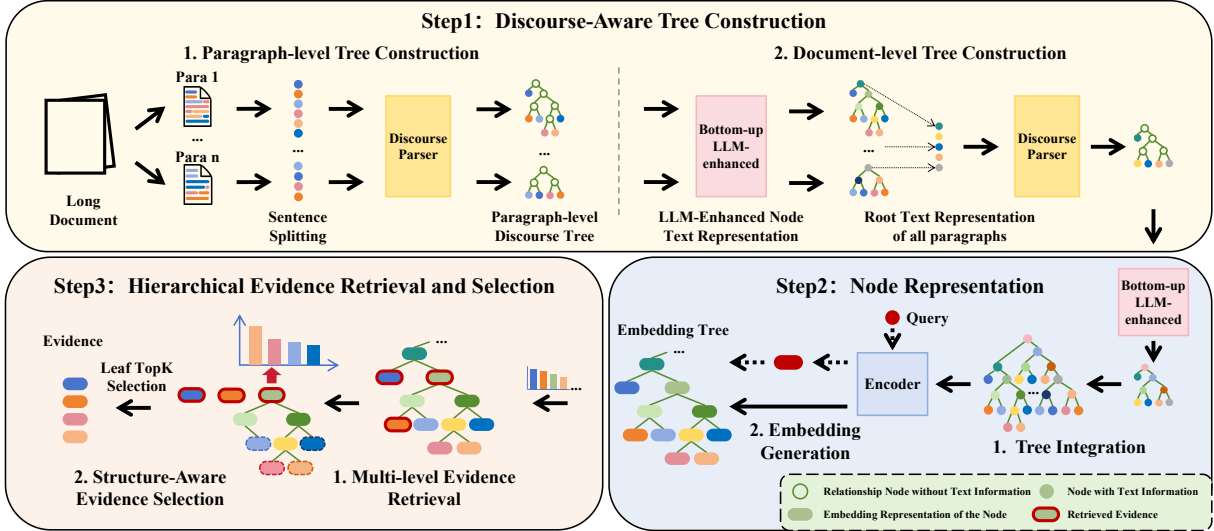 Step1: Discourse-Aware Tree Construction
1. Paragraph-level Tree Construction
2. Document-level Tree Construction
Para 1
...
Para n
Long
Document
...
Sentence
Splitting
Discourse
Parser
...
Paragraph-level
Discourse Tree
Bottom-up
LLM-
enhanced
LLM-Enhanced Node
Text Representation
...
Root Text Representation
of all paragraphs
Discourse
Parser
Step3: Hierarchical Evidence Retrieval and Selection
Evidence
Leaf TopK
Selection
...
...
2. Structure-Aware
Evidence Selection
1. Multi-level Evidence
Retrieval
Step2: Node Representation
Bottom-up
LLM-
enhanced
Query
Embedding Tree
...
Encoder
...
2. Embedding
Generation
1. Tree Integration
Relationship Node without Text Information
Node with Text Information
Embedding Representation of the Node
Retrieved Evidence